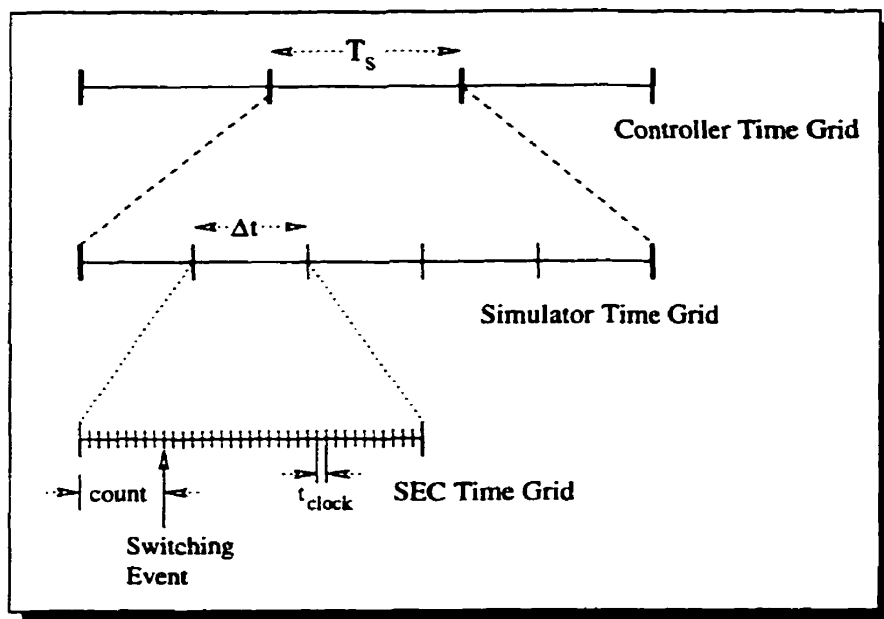 T_s
Controller Time Grid
Δt
Simulator Time Grid
count
t_clock
SEC Time Grid
Switching
Event